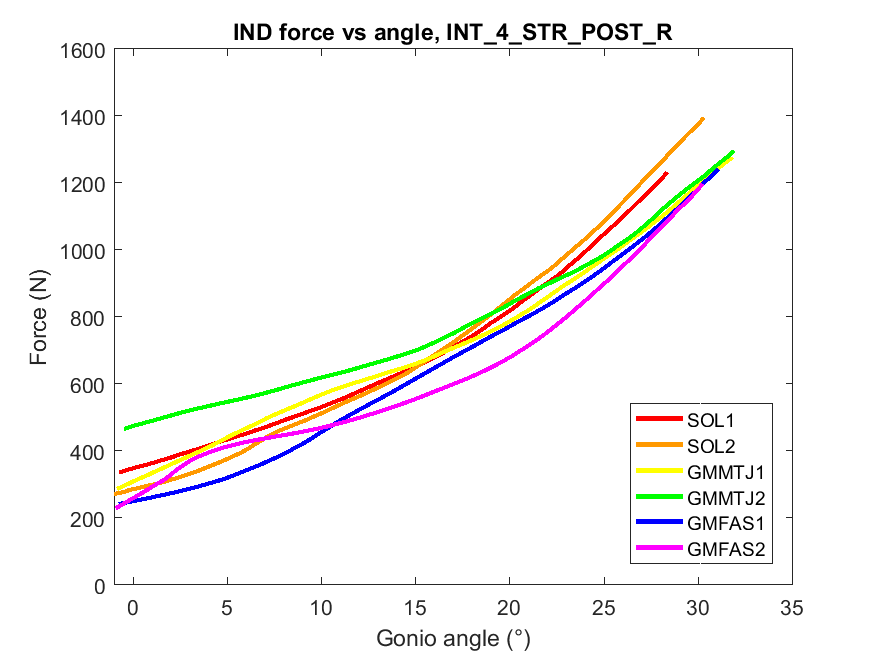 IND force vs angle, INT_4_STR_POST_R
1600
1400
1200
1000
800
600
400
200
0
Force (N)
0 5 10 15 20 25 30 35
Gonio angle (°)
SOL1
SOL2
GMMTJ1
GMMTJ2
GMFAS1
GMFAS2